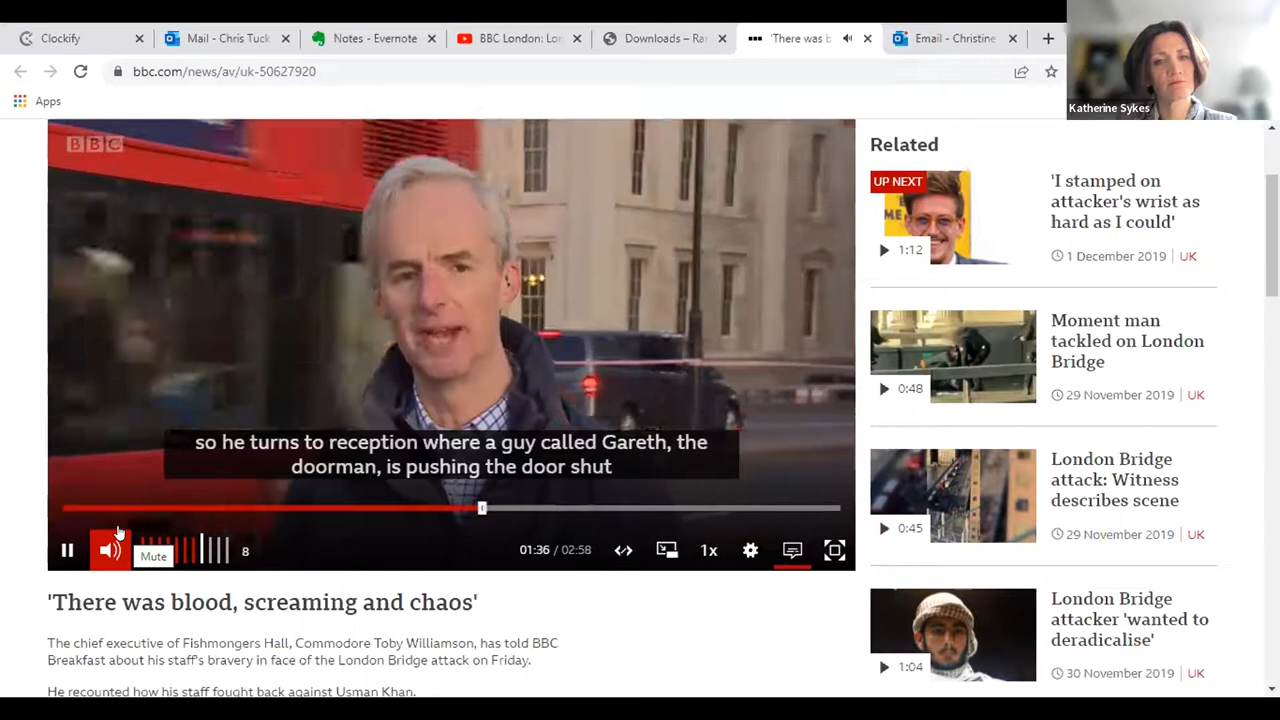 Clockify
Mail - Chris Tuck
Notes - Evernote
BBC London: Lon
Downloads – Ra
'There was b
Email - Christine
bbc.com/news/av/uk-50627920
Apps
Katherine Sykes
BBC
so he turns to reception where a guy called Gareth, the
doorman, is pushing the door shut
Mute
8
01:36 / 02:58
1x
'There was blood, screaming and chaos'
The chief executive of Fishmongers Hall, Commodore Toby Williamson, has told BBC
Breakfast about his staff's bravery in face of the London Bridge attack on Friday.
He recounted how his staff fought back against Usman Khan.
Related
UP NEXT
1:12
'I stamped on
attacker's wrist as
hard as I could'
1 December 2019 | UK
0:48
Moment man
tackled on London
Bridge
29 November 2019 | UK
0:45
London Bridge
attack: Witness
describes scene
29 November 2019 | UK
1:04
London Bridge
attacker 'wanted to
deradicalise'
30 November 2019 | UK